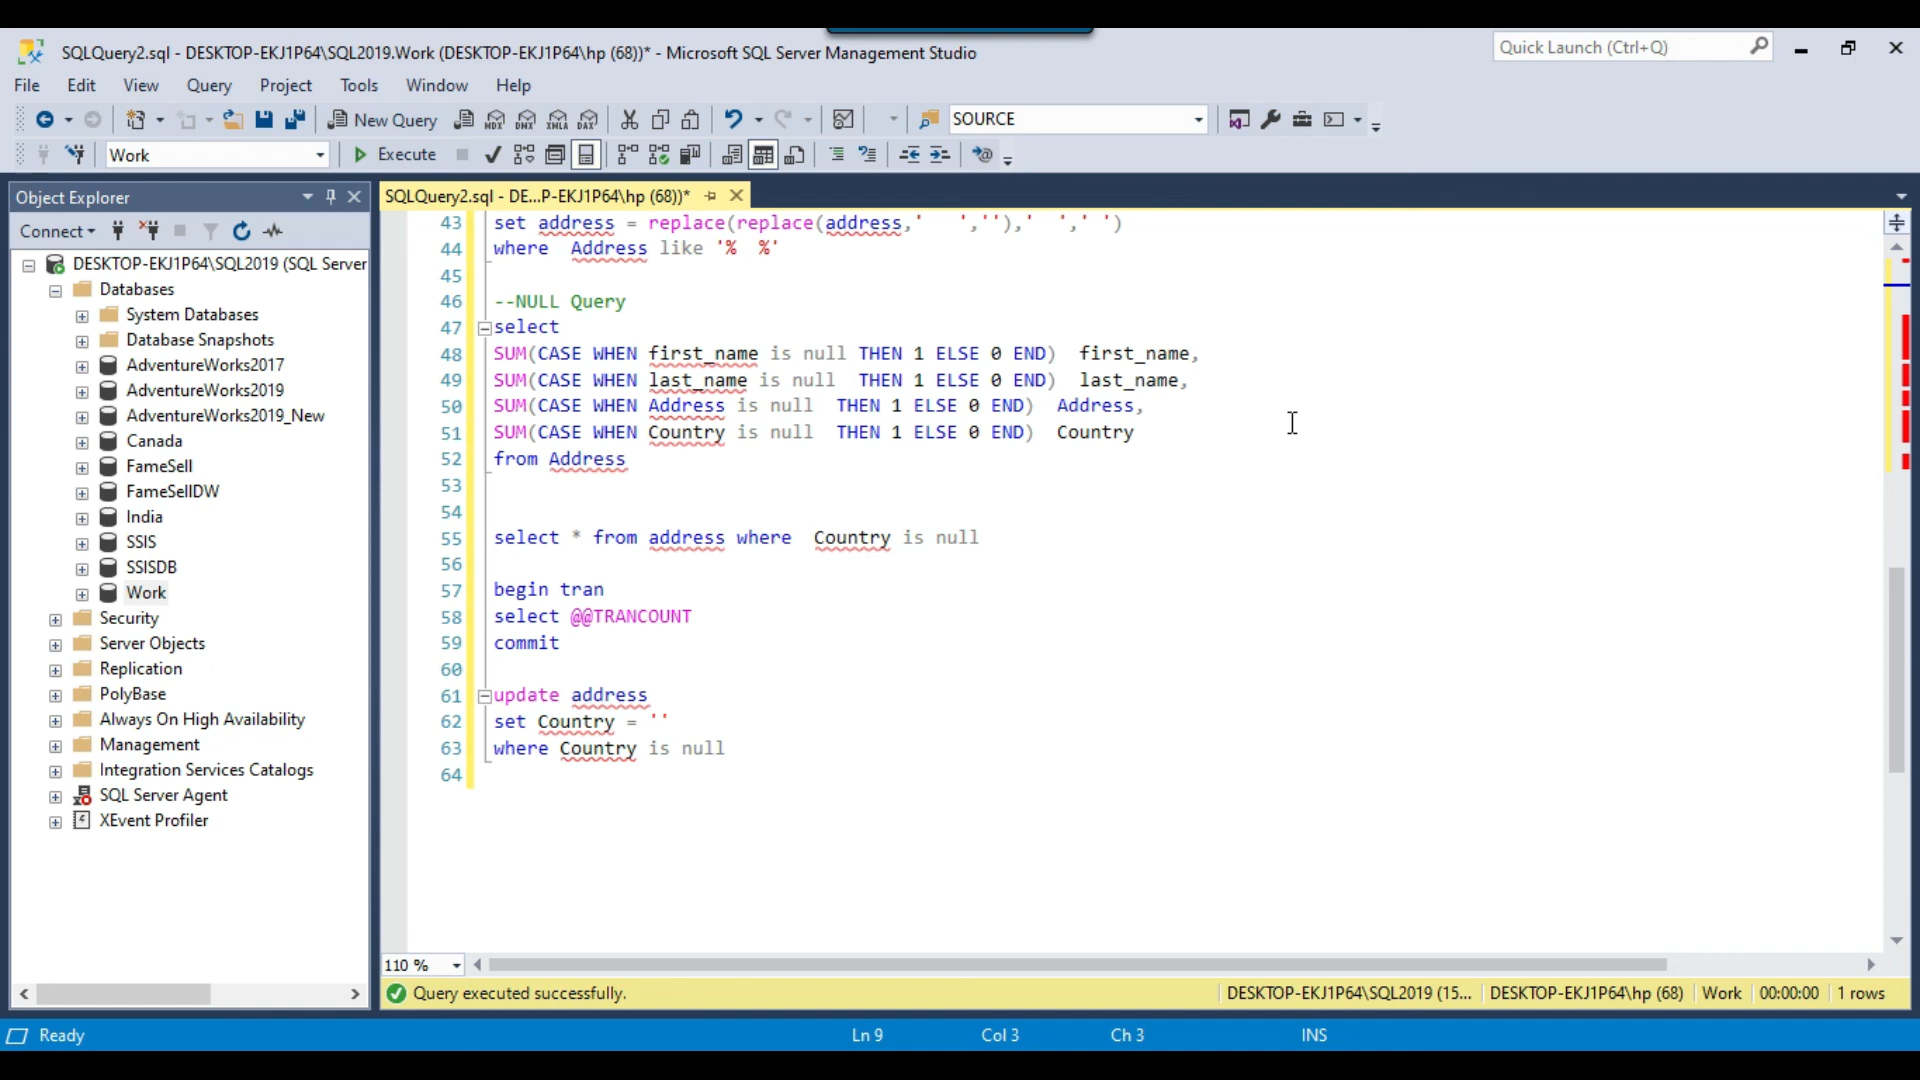 SQLQuery2.sql - DESKTOP-EKJ1P64\SQL2019.Work (DESKTOP-EKJ1P64\hp (68))* - Microsoft SQL Server Management Studio
Quick Launch (Ctrl+Q)
File Edit View Query Project Tools Window Help
New Query MDX DMX XMLA DAX SOURCE
Work Execute
Object Explorer
Connect
DESKTOP-EKJ1P64\SQL2019 (SQL Server
Databases
System Databases
Database Snapshots
AdventureWorks2017
AdventureWorks2019
AdventureWorks2019_New
Canada
FameSell
FameSellDW
India
SSIS
SSISDB
Work
Security
Server Objects
Replication
PolyBase
Always On High Availability
Management
Integration Services Catalogs
SQL Server Agent
XEvent Profiler
SQLQuery2.sql - DE...P-EKJ1P64\hp (68))*
43 set address = replace(replace(address,'   ',''),'  ',' ')
44 where  Address like '%  %'
45
46 --NULL Query
47 select
48 SUM(CASE WHEN first_name is null THEN 1 ELSE 0 END)  first_name,
49 SUM(CASE WHEN last_name is null  THEN 1 ELSE 0 END)  last_name,
50 SUM(CASE WHEN Address is null  THEN 1 ELSE 0 END)  Address,
51 SUM(CASE WHEN Country is null  THEN 1 ELSE 0 END)  Country
52 from Address
53
54
55 select * from address where  Country is null
56
57 begin tran
58 select @@TRANCOUNT
59 commit
60
61 update address
62 set Country = ''
63 where Country is null
64
110 %
Query executed successfully. DESKTOP-EKJ1P64\SQL2019 (15... DESKTOP-EKJ1P64\hp (68) Work 00:00:00 1 rows
Ready Ln 9 Col 3 Ch 3 INS